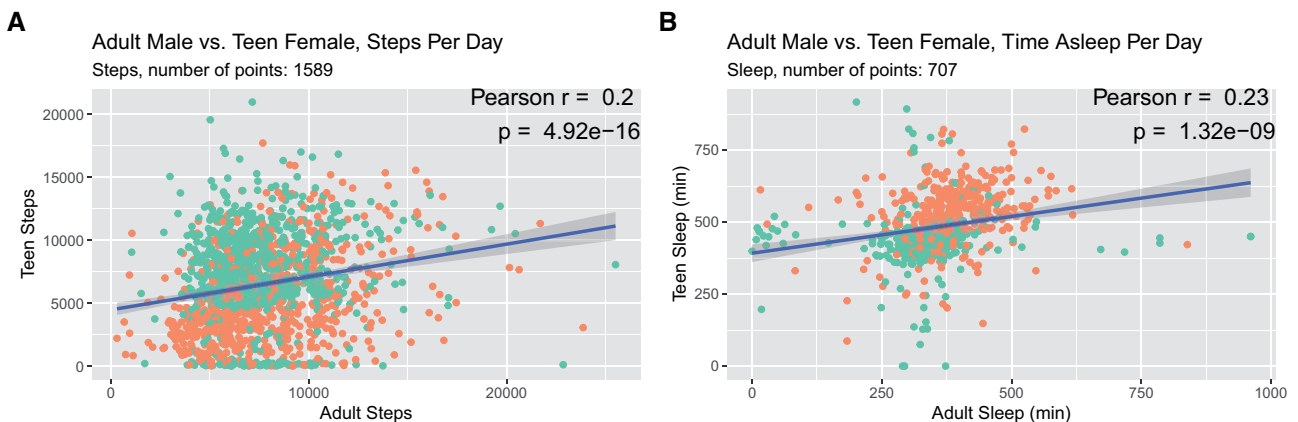 A
Adult Male vs. Teen Female, Steps Per Day
Steps, number of points: 1589
Pearson r = 0.2
p = 4.92e−16
Teen Steps
20000
15000
10000
5000
0
0 10000 20000
Adult Steps
B
Adult Male vs. Teen Female, Time Asleep Per Day
Sleep, number of points: 707
Pearson r = 0.23
p = 1.32e−09
Teen Sleep (min)
750
500
250
0
0 250 500 750 1000
Adult Sleep (min)